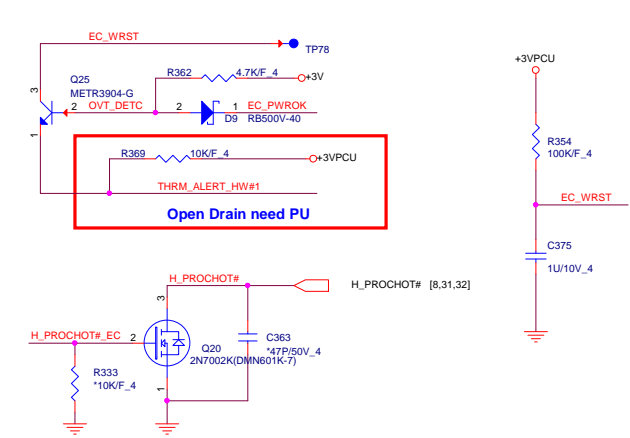 EC_WRST
TP78
+3VPCU
R362
4.7K/F_4
+3V
Q25
METR3904-G
3
2
OVT_DETC
2
1
EC_PWROK
D9
RB500V-40
1
R369
10K/F_4
+3VPCU
THRM_ALERT_HW#1
Open Drain need PU
R354
100K/F_4
EC_WRST
C375
1U/10V_4
H_PROCHOT#
H_PROCHOT# [8,31,32]
3
H_PROCHOT#_EC
2
Q20
2N7002K(DMN601K-7)
C363
*47P/50V_4
R333
*10K/F_4
1